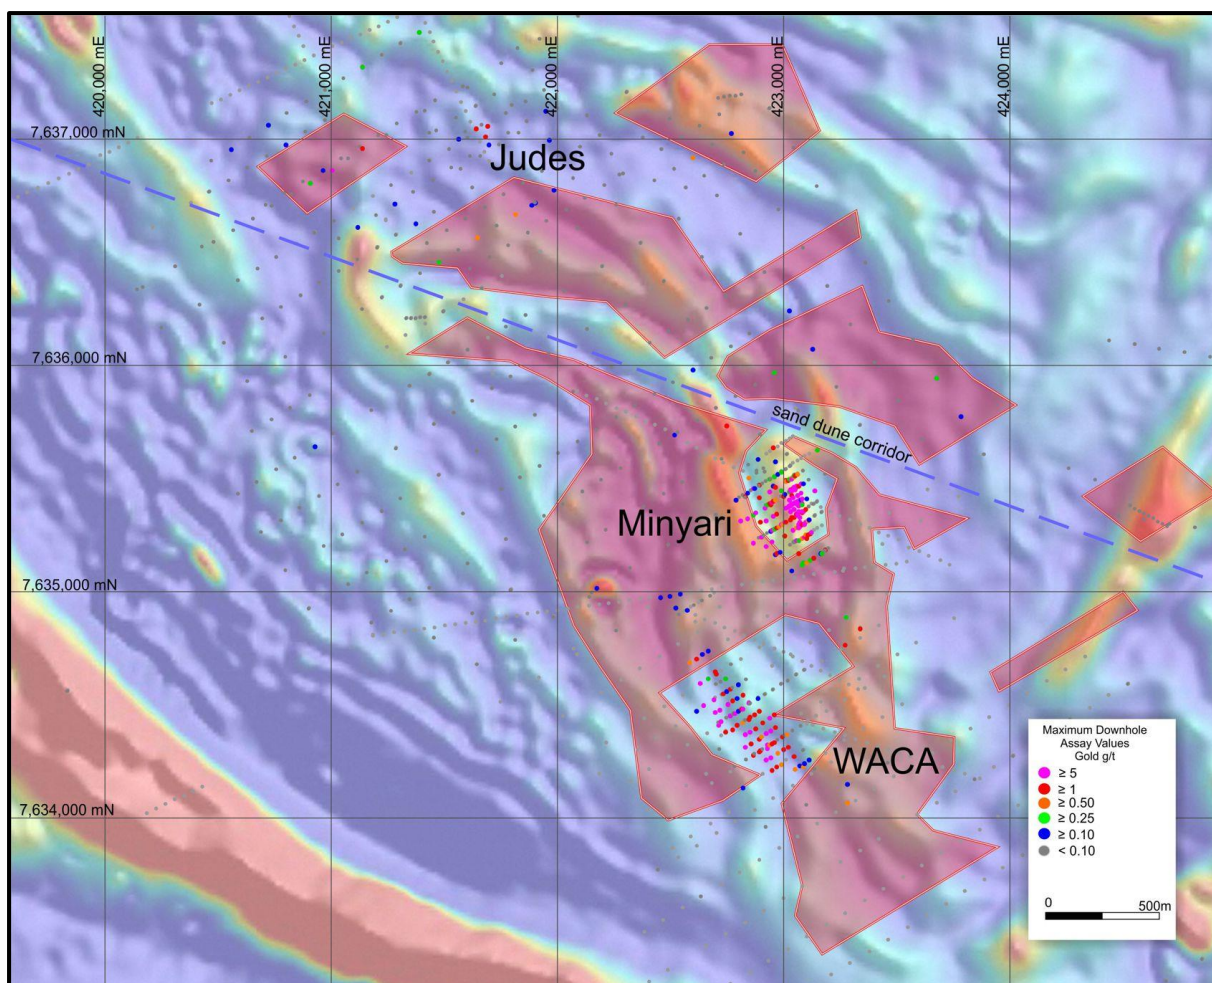 420,000 mE
421,000 mE
422,000 mE
423,000 mE
424,000 mE
7,637,000 mN
Judes
7,636,000 mN
sand dune corridor
Minyari
7,635,000 mN
WACA
7,634,000 mN
Maximum Downhole
Assay Values
Gold g/t
≥ 5
≥ 1
≥ 0.50
≥ 0.25
≥ 0.10
< 0.10
0 500m